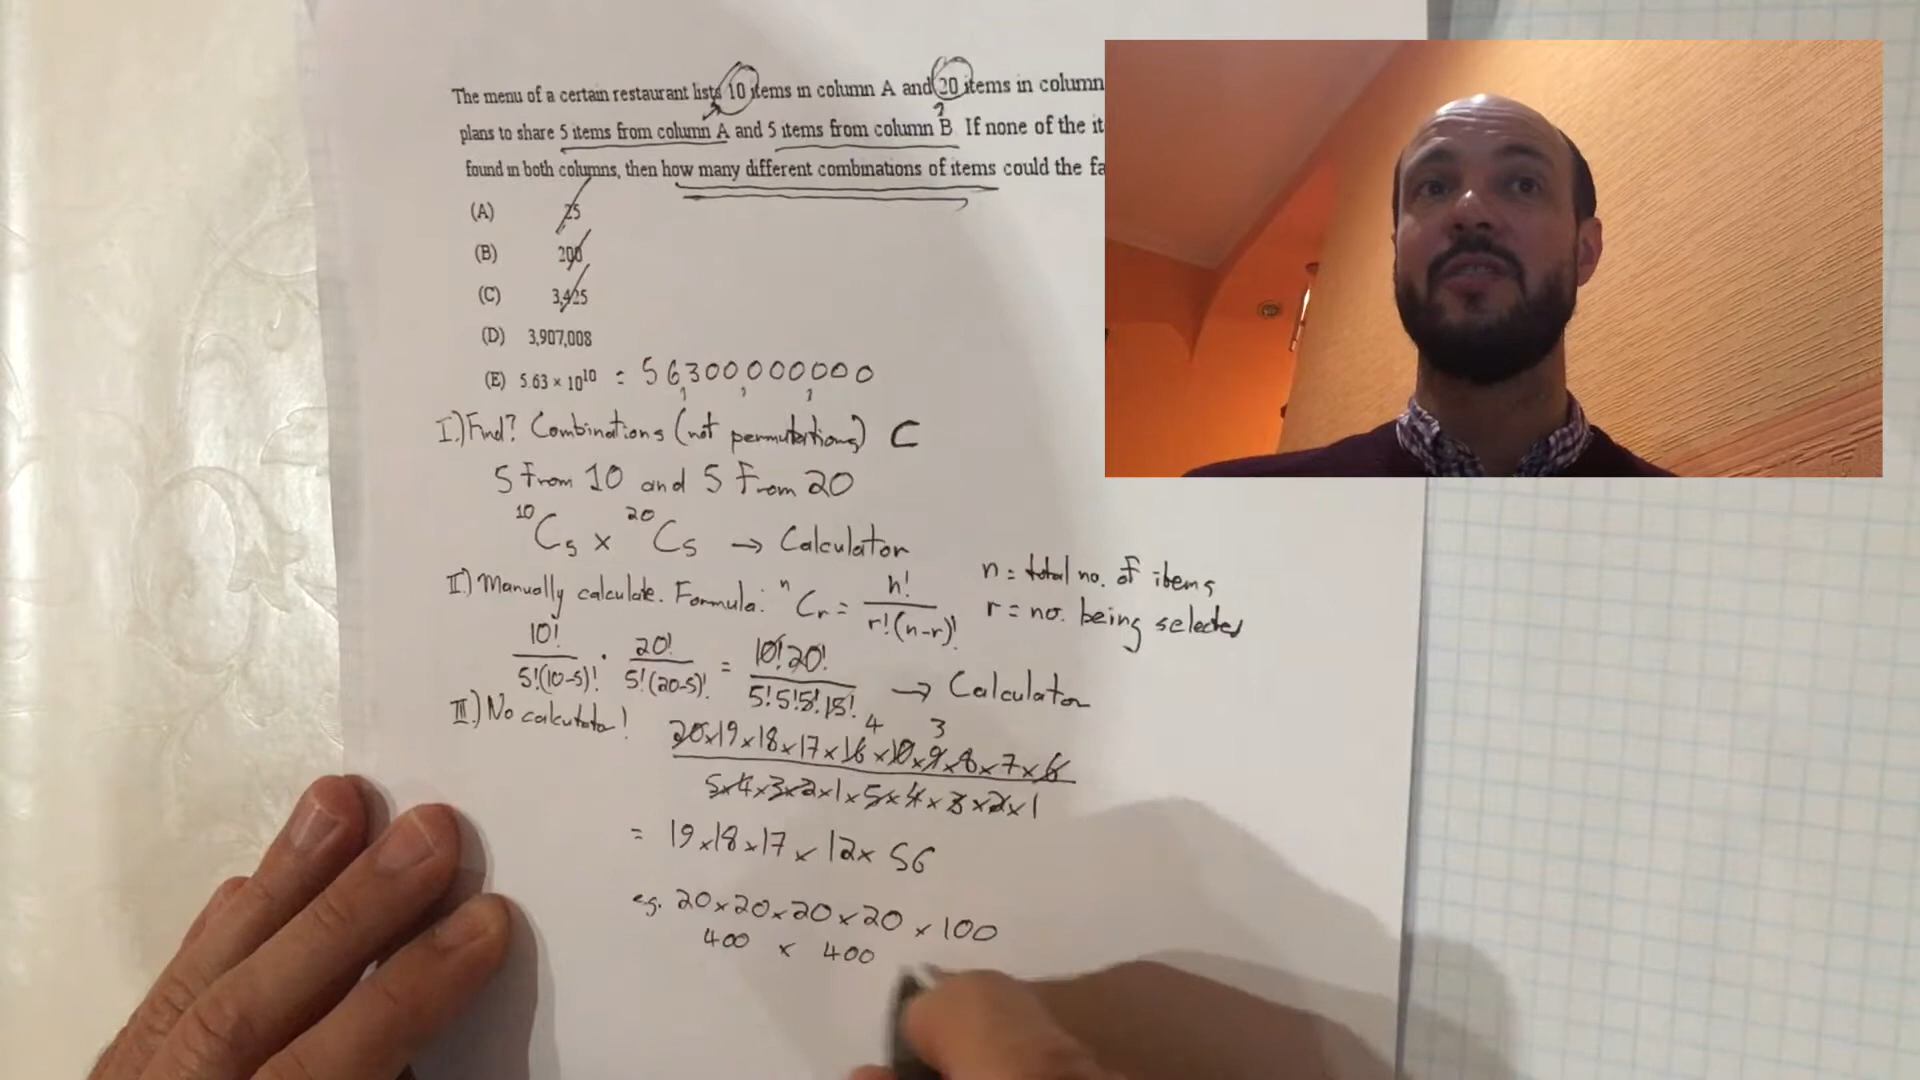 The menu of a certain restaurant lists 10 items in column A and 20 items in column
plans to share 5 items from column A and 5 items from column B If none of the it
found in both columns, then how many different combinations of items could the fa
(A) 25
(B) 200
(C) 3,425
(D) 3,907,008
(E) 5.63 × 10¹⁰ = 56,300,000,000
I.) Find? Combinations (not permutations) C
5 from 10 and 5 from 20
¹⁰C₅ × ²⁰C₅ → Calculator
II.) Manually calculate. Formula: ⁿCᵣ = n! / r!(n-r)!
n = total no. of items
r = no. being selected
10! / 5!(10-5)! · 20! / 5!(20-5)! = 10! 20! / 5! 5! 5! 15! → Calculator
III.) No calculator!
4 3
20×19×18×17×16×10×9×8×7×6
5×4×3×2×1×5×4×3×2×1
= 19×18×17×12×56
e.g. 20×20×20×20×100
400 × 400